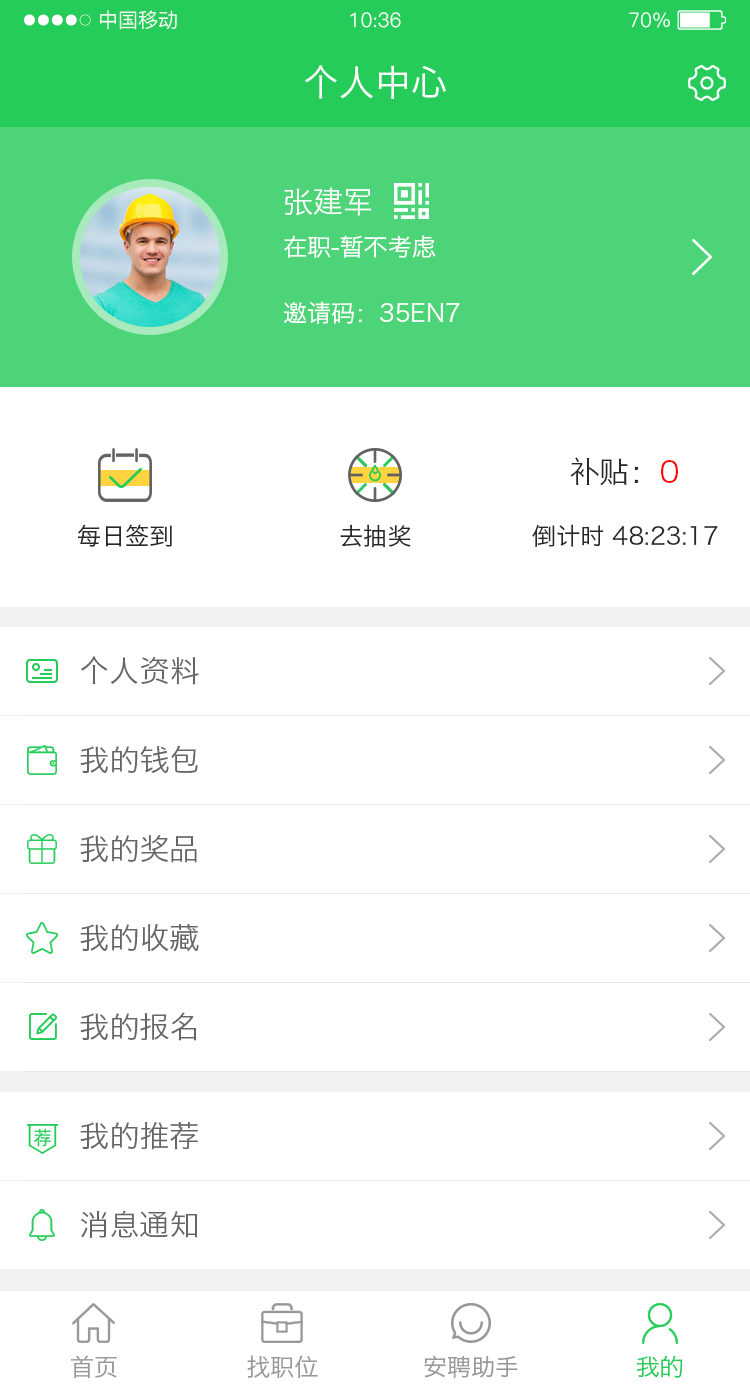 中国移动 10:36 70%
个人中心
张建军
在职-暂不考虑
邀请码：35EN7
补贴：0
每日签到 去抽奖 倒计时 48:23:17
个人资料
我的钱包
我的奖品
我的收藏
我的报名
荐 我的推荐
消息通知
首页 找职位 安聘助手 我的